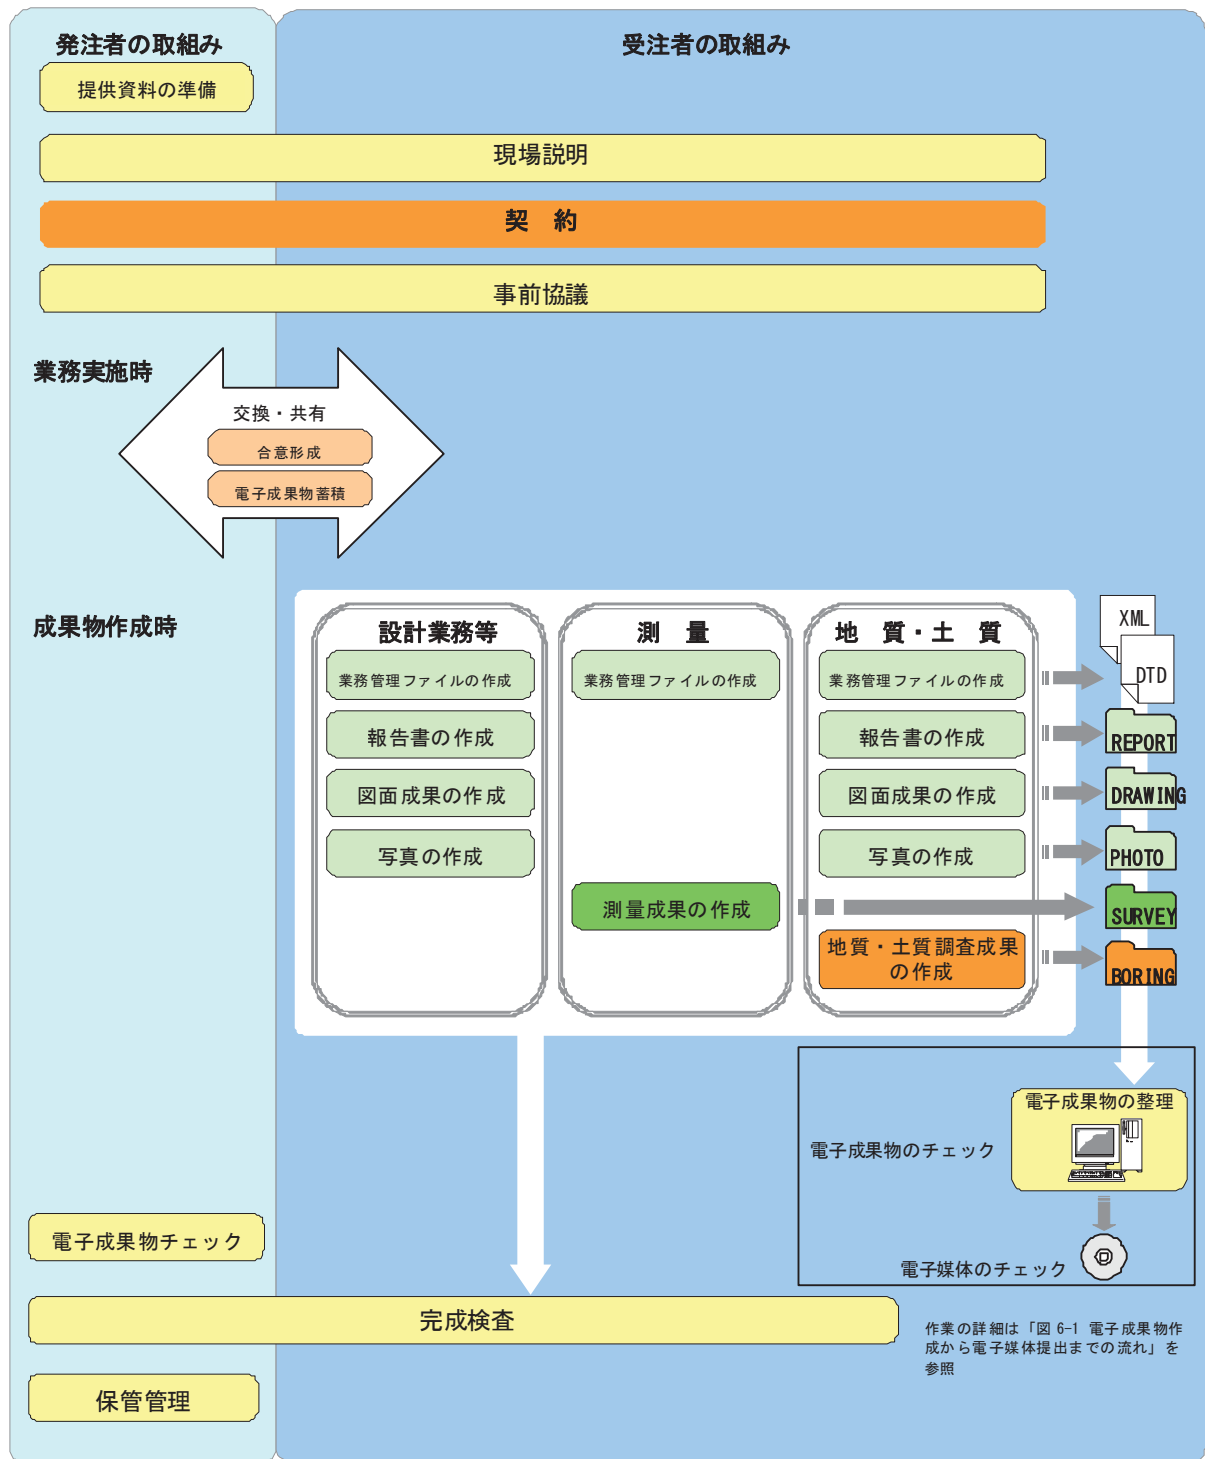 発注者の取組み
受注者の取組み
提供資料の準備
現場説明
契　約
事前協議
業務実施時
交換・共有
合意形成
電子成果物蓄積
成果物作成時
設計業務等
業務管理ファイルの作成
報告書の作成
図面成果の作成
写真の作成
測　量
業務管理ファイルの作成
測量成果の作成
地　質・土　質
業務管理ファイルの作成
報告書の作成
図面成果の作成
写真の作成
地質・土質調査成果
の作成
XML
DTD
REPORT
DRAWING
PHOTO
SURVEY
BORING
電子成果物の整理
電子成果物のチェック
電子媒体のチェック
電子成果物チェック
完成検査
作業の詳細は「図 6-1 電子成果物作
成から電子媒体提出までの流れ」を
参照
保管管理